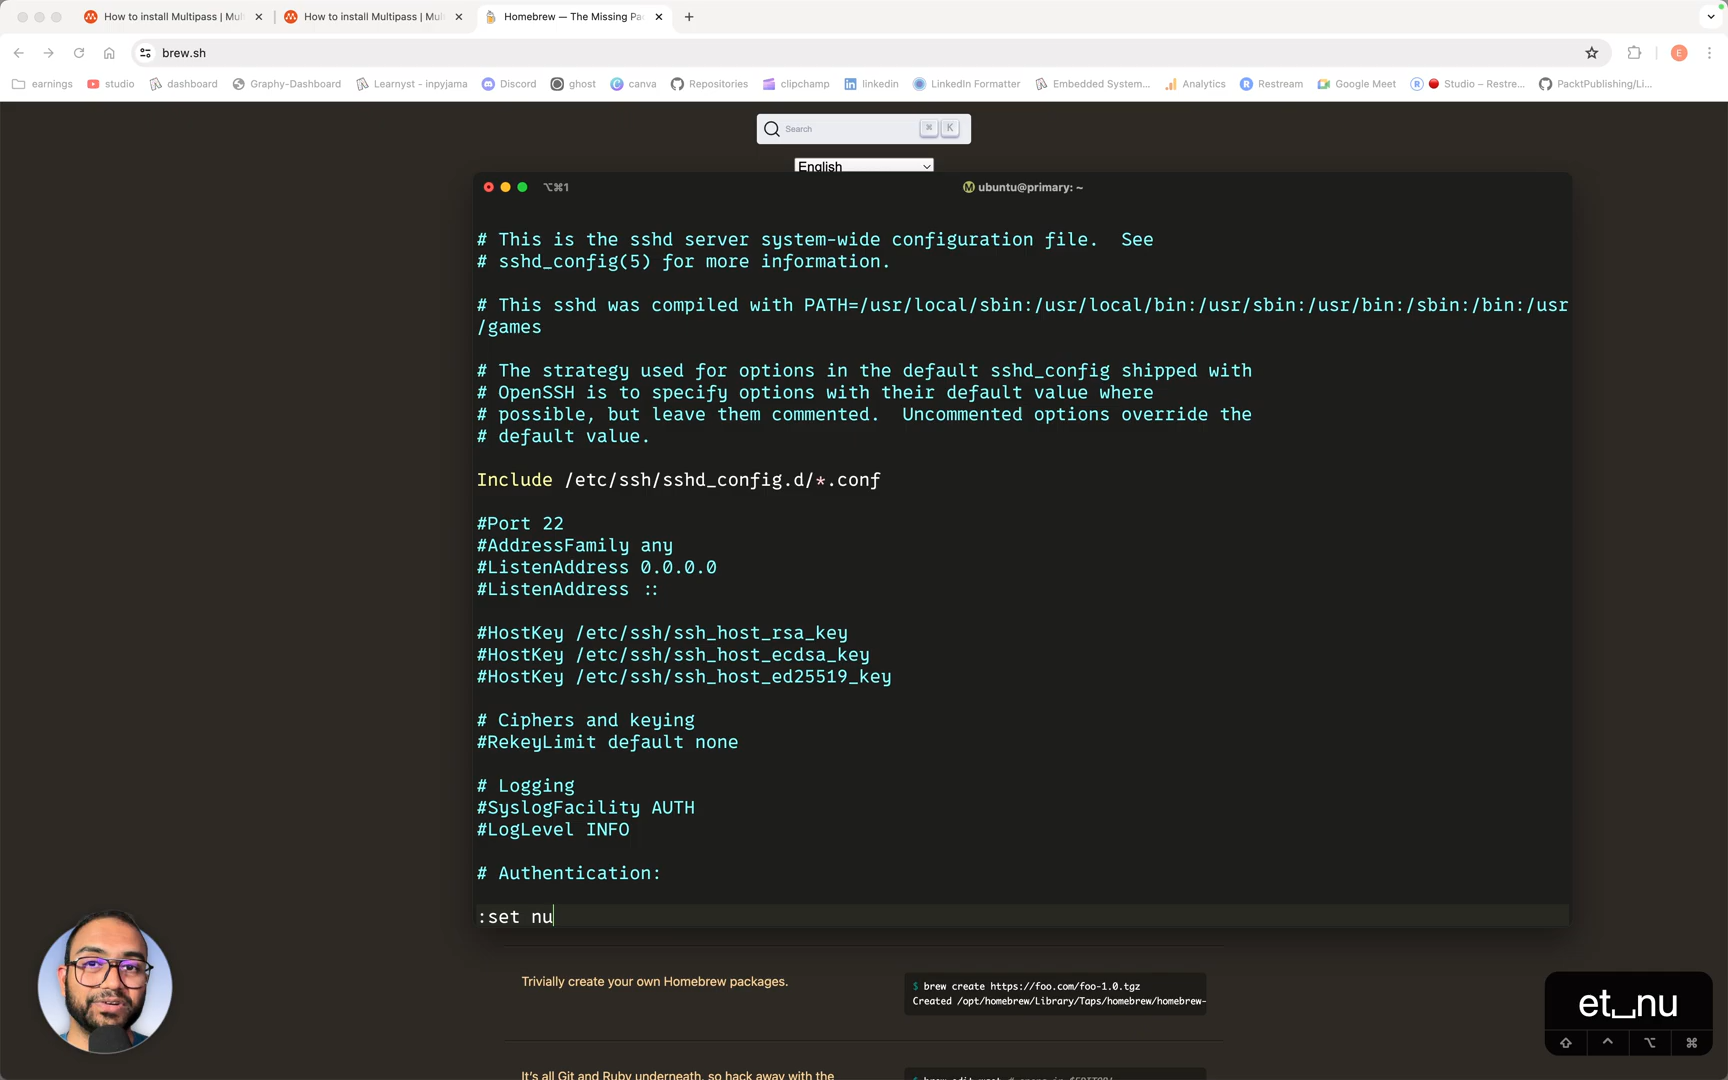 How to install Multipass | Mul
How to install Multipass | Mul
Homebrew — The Missing Pa
brew.sh
E
earnings
studio
dashboard
Graphy-Dashboard
Learnyst - inpyjama
Discord
ghost
canva
Repositories
clipchamp
linkedin
LinkedIn Formatter
Embedded System...
Analytics
Restream
Google Meet
Studio – Restre...
PacktPublishing/Li...
Search
⌘ K
English
⌥⌘1
ubuntu@primary: ~
# This is the sshd server system-wide configuration file.  See
# sshd_config(5) for more information.
# This sshd was compiled with PATH=/usr/local/sbin:/usr/local/bin:/usr/sbin:/usr/bin:/sbin:/bin:/usr
/games
# The strategy used for options in the default sshd_config shipped with
# OpenSSH is to specify options with their default value where
# possible, but leave them commented.  Uncommented options override the
# default value.
Include /etc/ssh/sshd_config.d/*.conf
#Port 22
#AddressFamily any
#ListenAddress 0.0.0.0
#ListenAddress ::
#HostKey /etc/ssh/ssh_host_rsa_key
#HostKey /etc/ssh/ssh_host_ecdsa_key
#HostKey /etc/ssh/ssh_host_ed25519_key
# Ciphers and keying
#RekeyLimit default none
# Logging
#SyslogFacility AUTH
#LogLevel INFO
# Authentication:
:set nu
Trivially create your own Homebrew packages.
$ brew create https://foo.com/foo-1.0.tgz
Created /opt/homebrew/Library/Taps/homebrew/homebrew-
It's all Git and Ruby underneath, so hack away with the
et␣nu